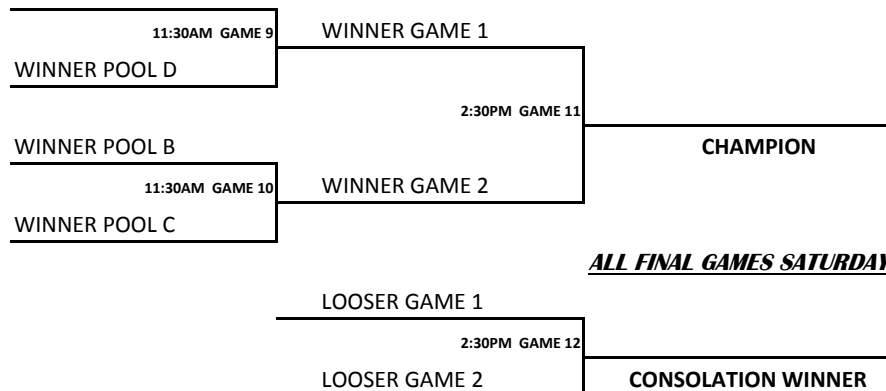 11:30AM GAME 9
WINNER GAME 1
WINNER POOL D
2:30PM GAME 11
WINNER POOL B
CHAMPION
11:30AM GAME 10
WINNER GAME 2
WINNER POOL C
ALL FINAL GAMES SATURDAY
LOOSER GAME 1
2:30PM GAME 12
LOOSER GAME 2
CONSOLATION WINNER